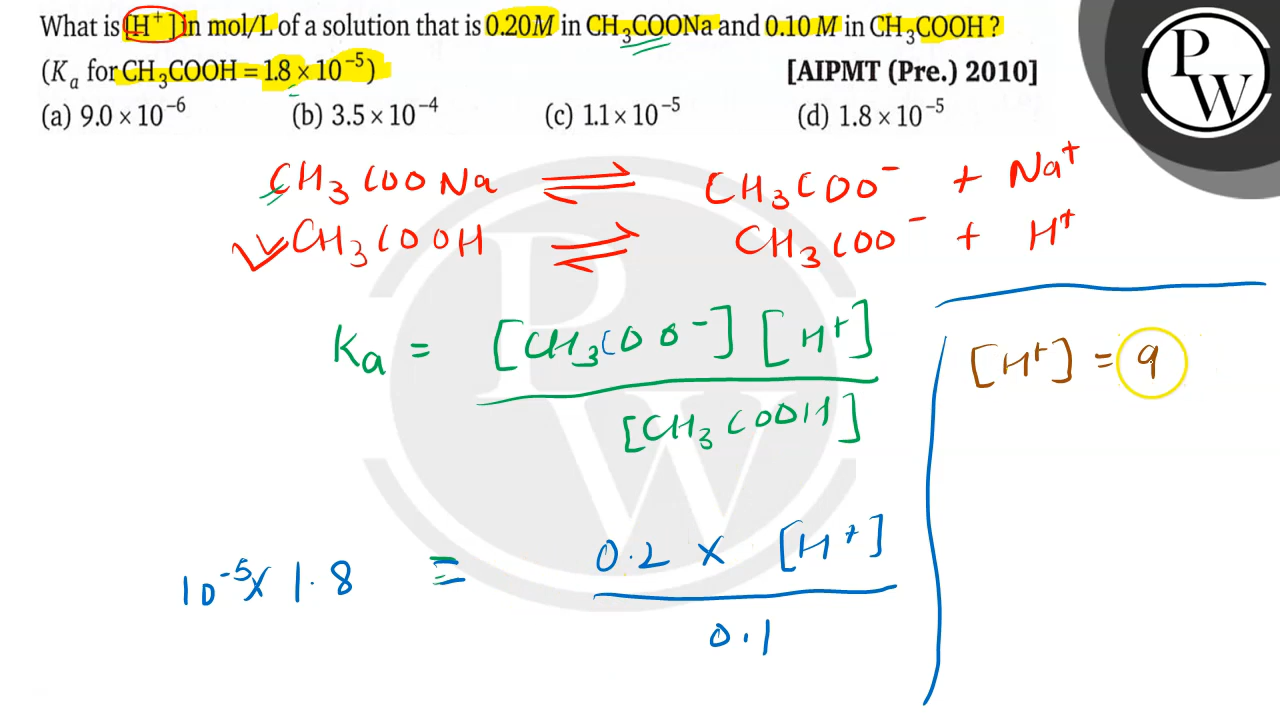 What is [H⁺] in mol/L of a solution that is 0.20M in CH₃COONa and 0.10 M in CH₃COOH?
(Kₐ for CH₃COOH = 1.8 × 10⁻⁵)
[AIPMT (Pre.) 2010]
(a) 9.0 × 10⁻⁶ (b) 3.5 × 10⁻⁴ (c) 1.1 × 10⁻⁵ (d) 1.8 × 10⁻⁵
PW
CH₃COONa ⇌ CH₃COO⁻ + Na⁺
CH₃COOH ⇌ CH₃COO⁻ + H⁺
Ka = [CH₃COO⁻] [H⁺]
[CH₃COOH]
[H⁺] = 9
10⁻⁵ × 1.8 = 0.2 × [H⁺]
0.1
PW